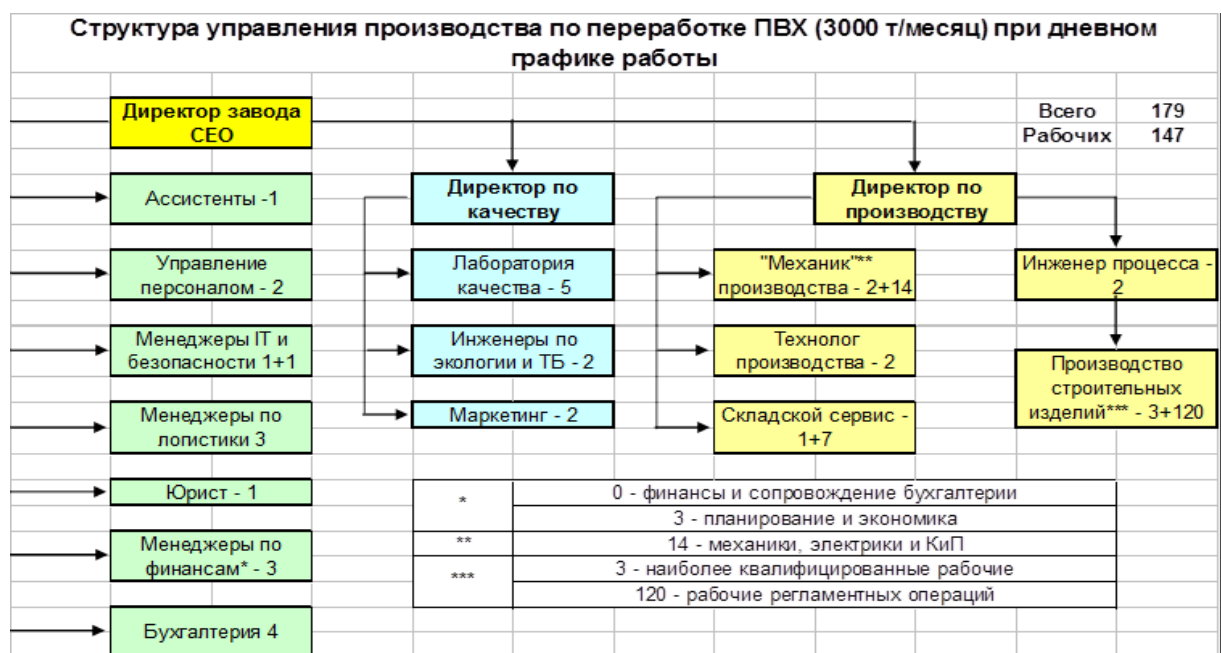 Структура управления производства по переработке ПВХ (3000 т/месяц) при дневном
графике работы
Директор завода
CEO
Всего 179
Рабочих 147
Ассистенты -1
Директор по
качеству
Директор по
производству
Управление
персоналом - 2
Лаборатория
качества - 5
"Механик"**
производства - 2+14
Инженер процесса -
2
Менеджеры IT и
безопасности 1+1
Инженеры по
экологии и ТБ - 2
Технолог
производства - 2
Производство
строительных
изделий*** - 3+120
Менеджеры по
логистики 3
Маркетинг - 2
Складской сервис -
1+7
Юрист - 1
* 0 - финансы и сопровождение бухгалтерии
3 - планирование и экономика
Менеджеры по
финансам* - 3
** 14 - механики, электрики и КиП
*** 3 - наиболее квалифицированные рабочие
120 - рабочие регламентных операций
Бухгалтерия 4